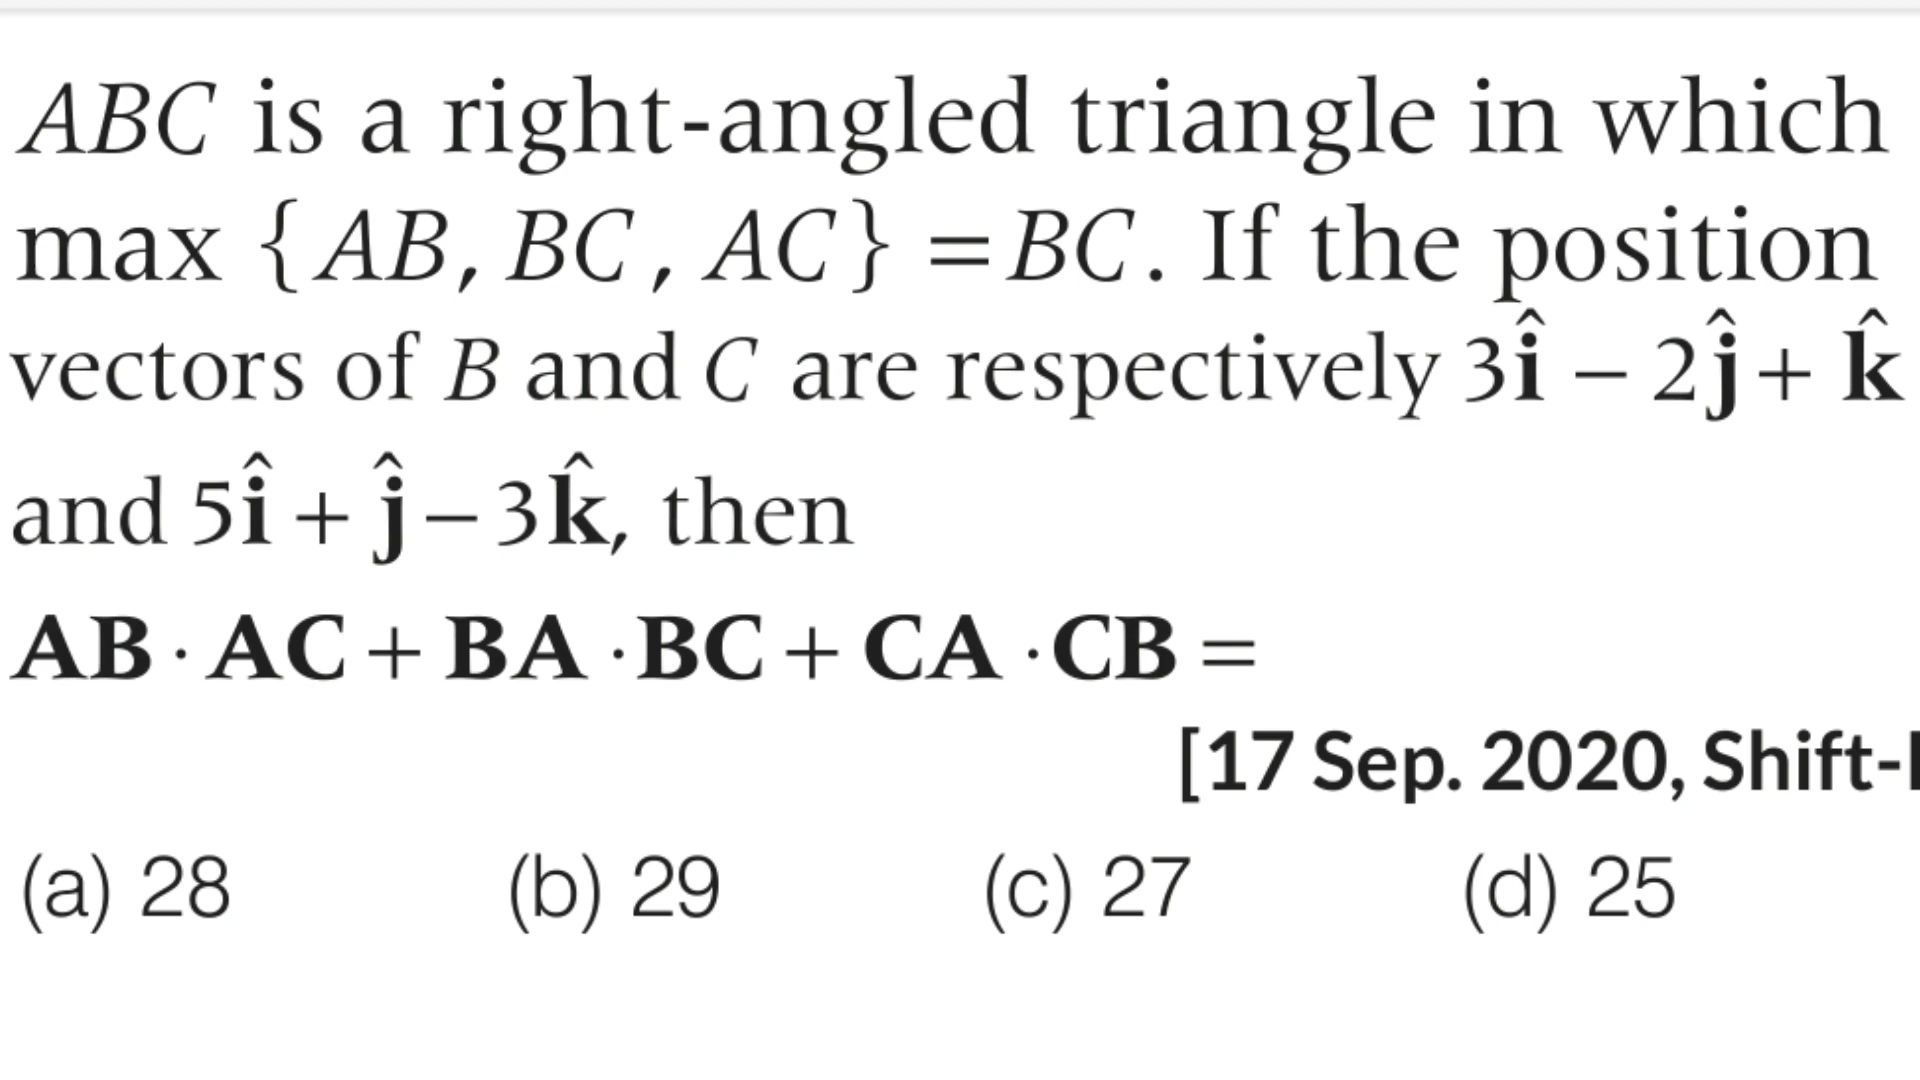 ABC is a right-angled triangle in which
max {AB, BC, AC} = BC. If the position
vectors of B and C are respectively 3î − 2ĵ + k̂
and 5î + ĵ − 3k̂, then
AB · AC + BA · BC + CA · CB =
[17 Sep. 2020, Shift-I
(a) 28 (b) 29 (c) 27 (d) 25